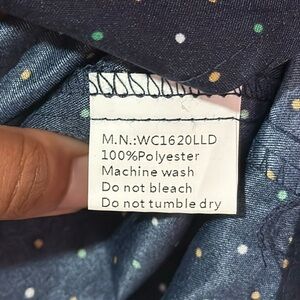 M.N.:WC1620LLD
100%Polyester
Machine wash
Do not bleach
Do not tumble dry